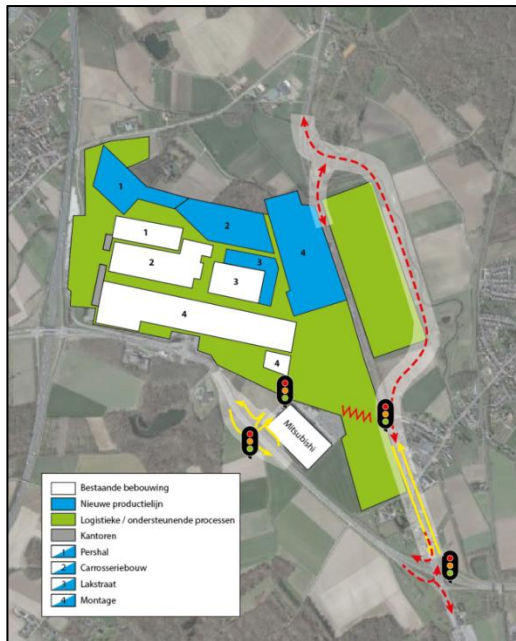 1
2
3
4
1
2
3
4
4
Mitsubishi
Bestaande bebouwing
Nieuwe productielijn
Logistieke / ondersteunende processen
Kantoren
1 Pershal
2 Carrosseriebouw
3 Lakstraat
4 Montage